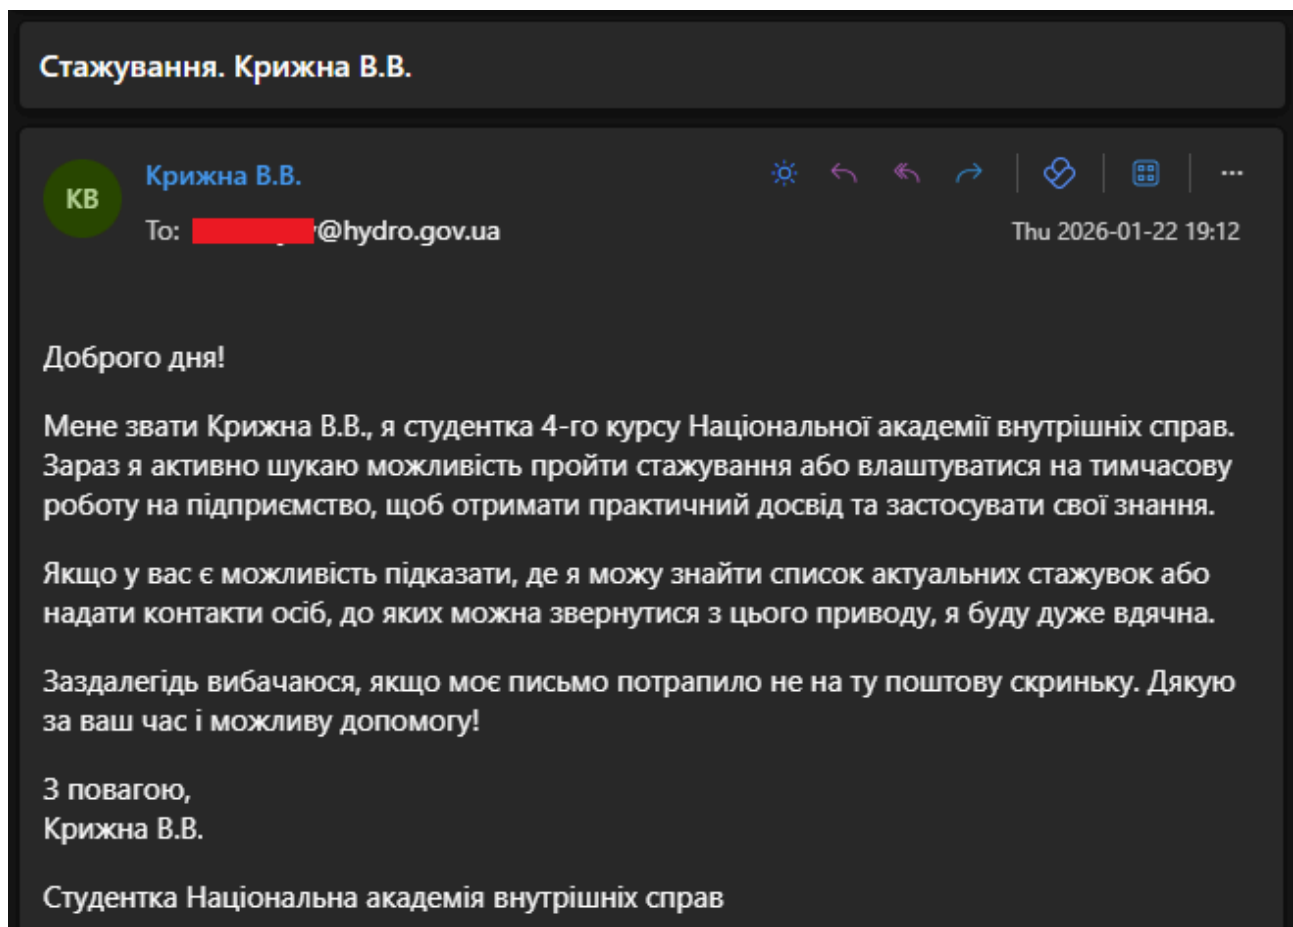 Стажування. Крижна В.В.
КВ
Крижна В.В.
To: @hydro.gov.ua
Thu 2026-01-22 19:12
Доброго дня!
Мене звати Крижна В.В., я студентка 4-го курсу Національної академії внутрішніх справ.
Зараз я активно шукаю можливість пройти стажування або влаштуватися на тимчасову
роботу на підприємство, щоб отримати практичний досвід та застосувати свої знання.
Якщо у вас є можливість підказати, де я можу знайти список актуальних стажувок або
надати контакти осіб, до яких можна звернутися з цього приводу, я буду дуже вдячна.
Заздалегідь вибачаюся, якщо моє письмо потрапило не на ту поштову скриньку. Дякую
за ваш час і можливу допомогу!
З повагою,
Крижна В.В.
Студентка Національна академія внутрішніх справ